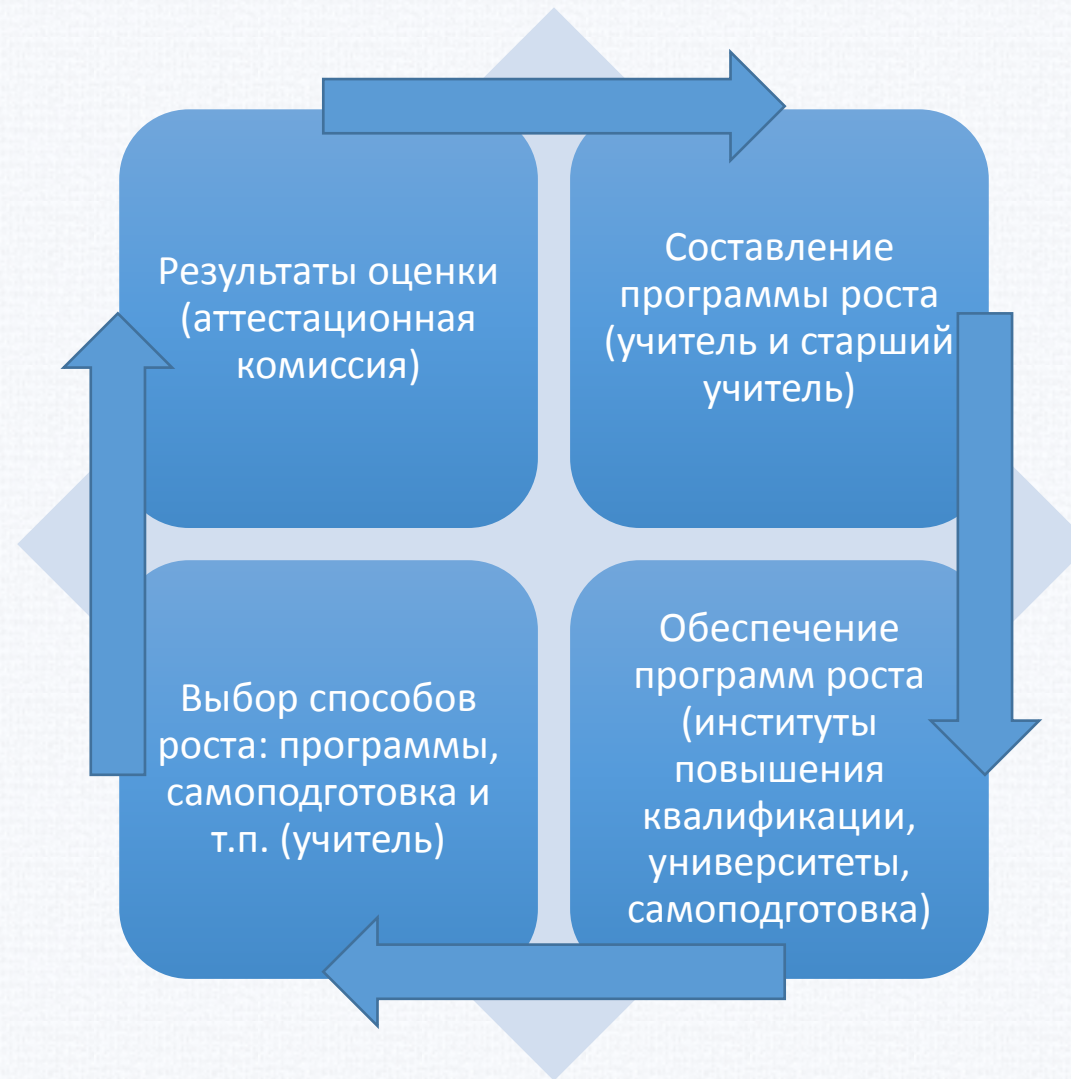 Результаты оценки
(аттестационная
комиссия)
Составление
программы роста
(учитель и старший
учитель)
Выбор способов
роста: программы,
самоподготовка и
т.п. (учитель)
Обеспечение
программ роста
(институты
повышения
квалификации,
университеты,
самоподготовка)